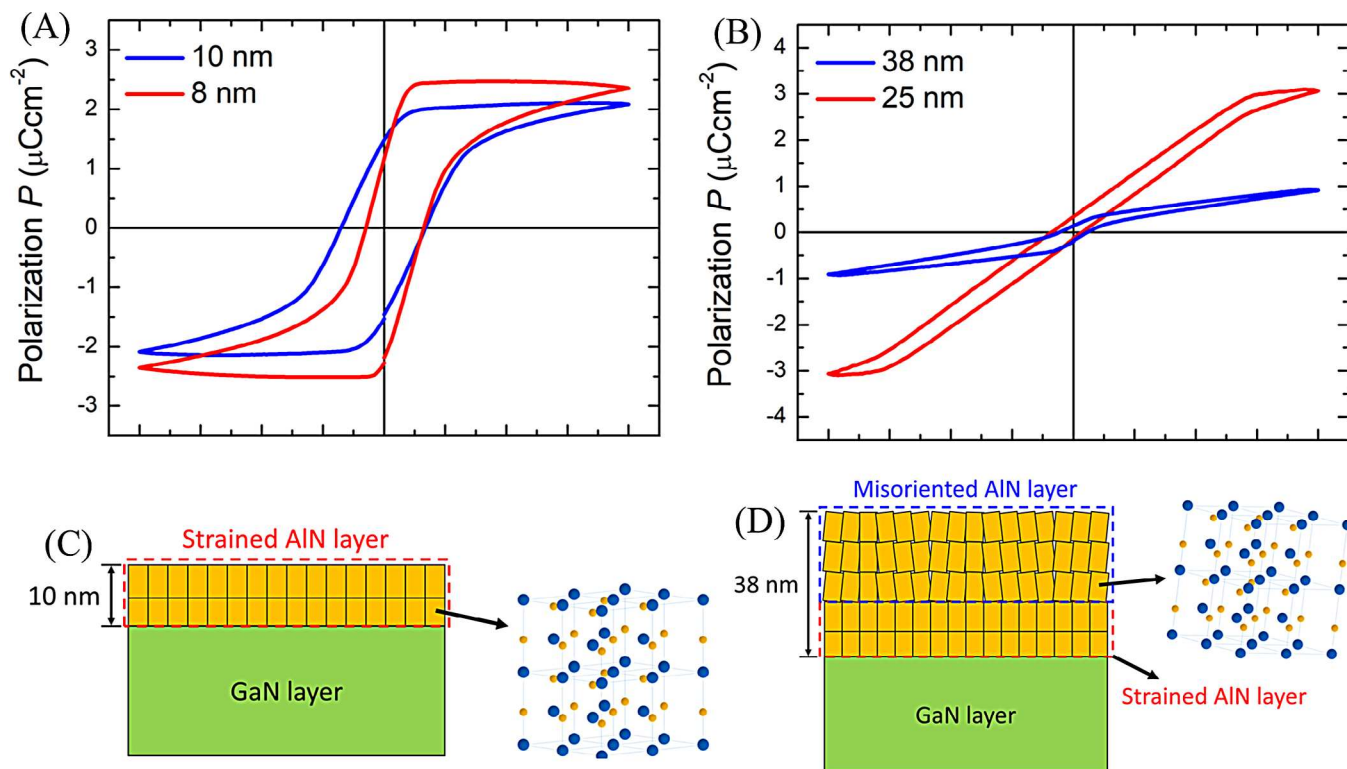 (A)
3
2
1
0
-1
-2
-3
Polarization P (μCcm-2)
10 nm
8 nm
(B)
4
3
2
1
0
-1
-2
-3
-4
Polarization P (μCcm-2)
38 nm
25 nm
(C)
Strained AlN layer
10 nm
GaN layer
(D)
Misoriented AlN layer
38 nm
Strained AlN layer
GaN layer